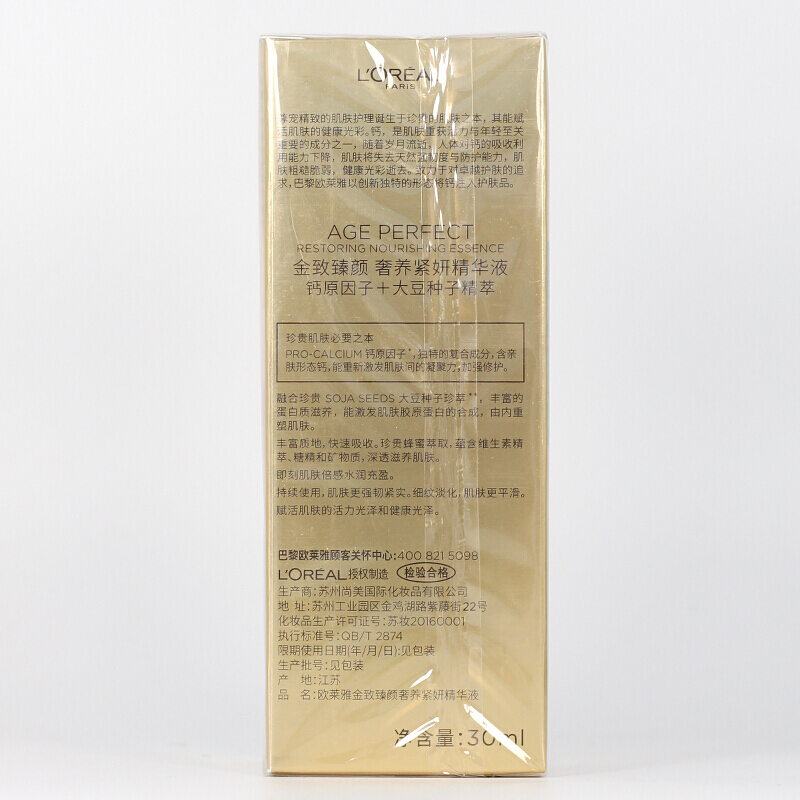 L'ORÉAL
PARIS
尊宠精致的肌肤护理诞生于珍贵的肌肤之本，其能赋
活肌肤的健康光彩。钙，是肌肤重获活力与年轻至关
重要的成分之一，随着岁月流逝，人体对钙的吸收利
用能力下降，肌肤将失去天然紧致度与防护能力，肌
肤粗糙脆弱，健康光彩逝去。致力于对卓越护肤的追
求，巴黎欧莱雅以创新独特的形态将钙注入护肤品。
AGE PERFECT
RESTORING NOURISHING ESSENCE
金致臻颜 奢养紧妍精华液
钙原因子＋大豆种子精萃
珍贵肌肤必要之本
PRO-CALCIUM 钙原因子*，独特的复合成分，含亲
肤形态钙，能重新激发肌肤间的凝聚力，加强修护。
融合珍贵 SOJA SEEDS 大豆种子珍萃**，丰富的
蛋白质滋养，能激发肌肤胶原蛋白的合成，由内重
塑肌肤。
丰富质地，快速吸收。珍贵蜂蜜萃取，蕴含维生素精
萃、糖精和矿物质，深透滋养肌肤。
即刻肌肤倍感水润充盈。
持续使用，肌肤更强韧紧实。细纹淡化，肌肤更平滑。
赋活肌肤的活力光泽和健康光泽。
巴黎欧莱雅顾客关怀中心:400 821 5098
L'ORÉAL 授权制造 检验合格
生产商：苏州尚美国际化妆品有限公司
地 址：苏州工业园区金鸡湖路紫藤街22号
化妆品生产许可证号：苏妆20160001
执行标准号：QB/T 2874
限期使用日期(年/月/日)：见包装
生产批号：见包装
产 地：江苏
品 名：欧莱雅金致臻颜奢养紧妍精华液
净含量：30ml